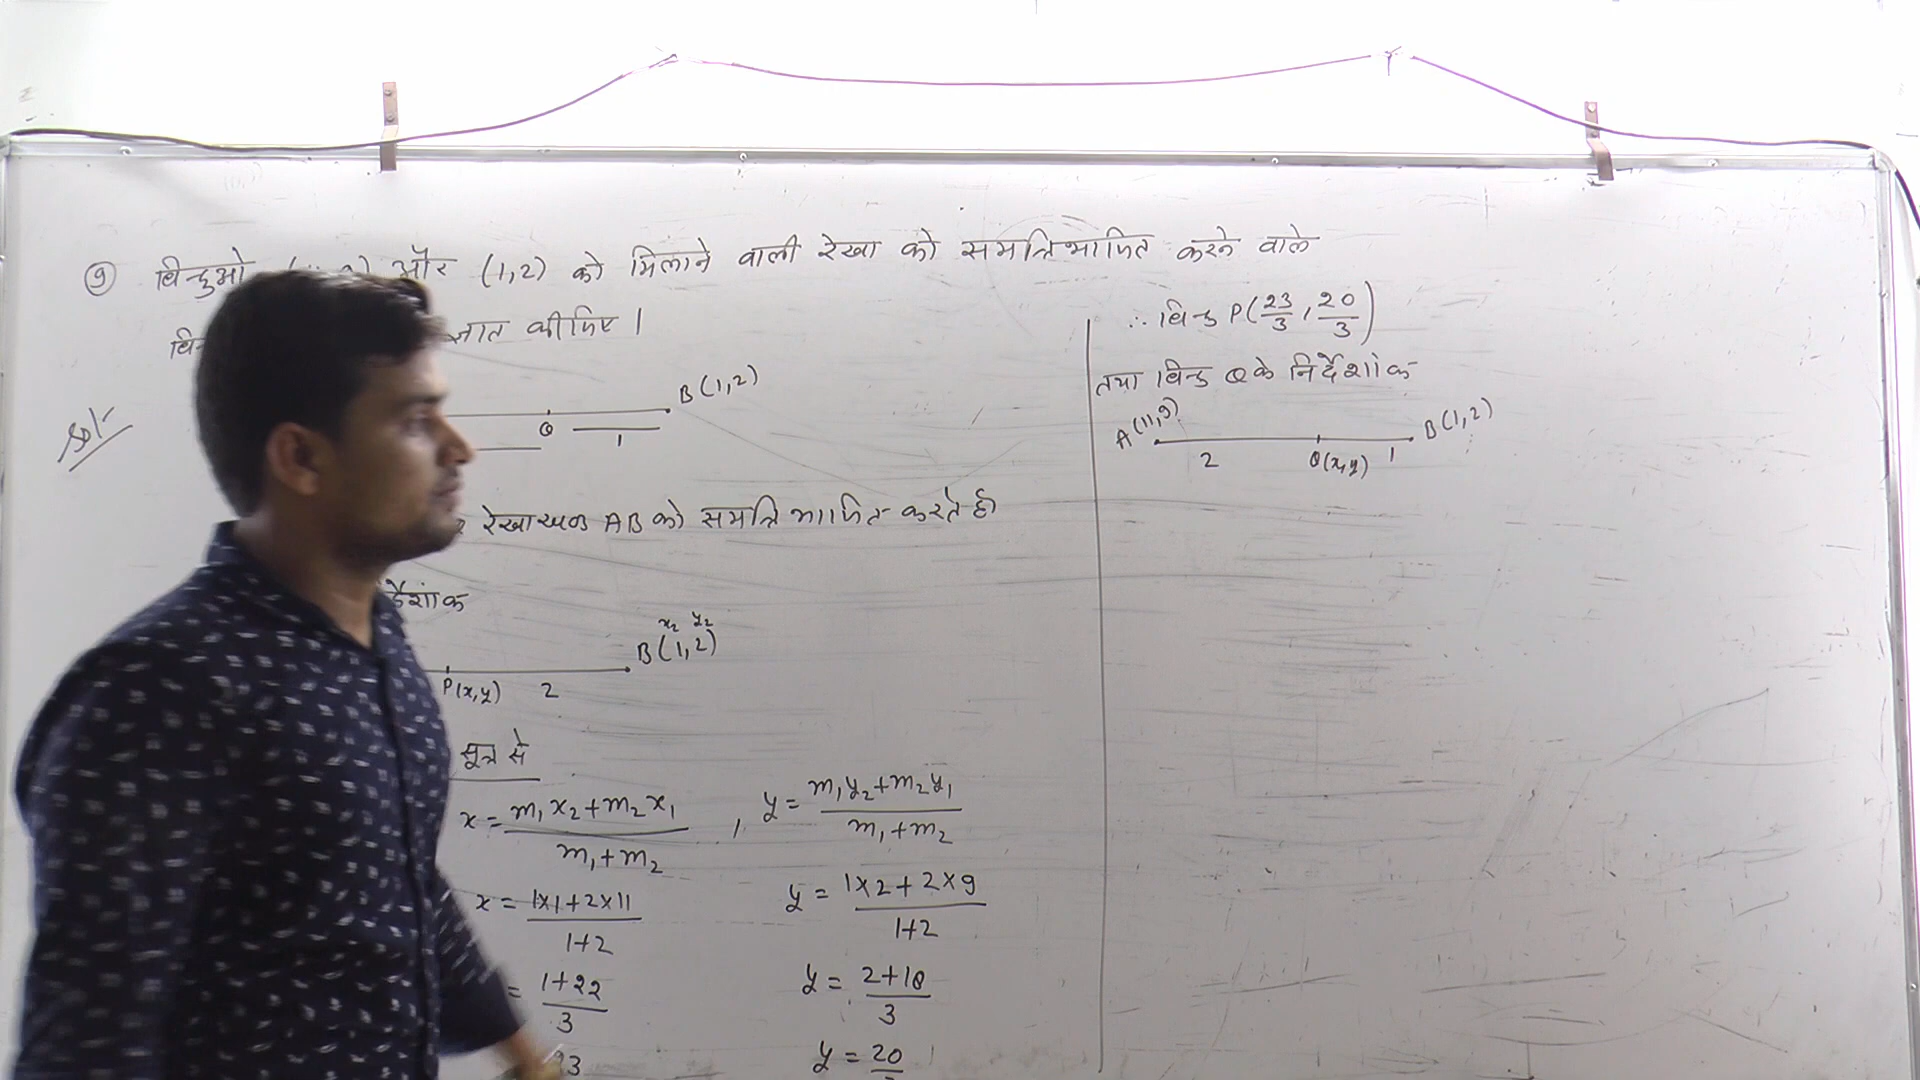 9 बिन्दुओ और (1,2) को मिलाने वाली रेखा को समत्रिभाजित करने वाले
ज्ञात कीजिए।
Sol-
B(1,2)
Q 1
रेखाखण्ड AB को समत्रिभाजित करते है
x₂ y₂
B(1,2)
P(x,y) 2
सूत्र से
x = (m₁x₂+m₂x₁)/(m₁+m₂) , y = (m₁y₂+m₂y₁)/(m₁+m₂)
x = (1×1+2×11)/(1+2) y = (1×2+2×9)/(1+2)
= (1+22)/3 y = (2+18)/3
y = 20
∴ बिन्दु P(23/3, 20/3)
तथा बिन्दु Q के निर्देशांक
A(11,9) B(1,2)
2 Q(x,y) 1